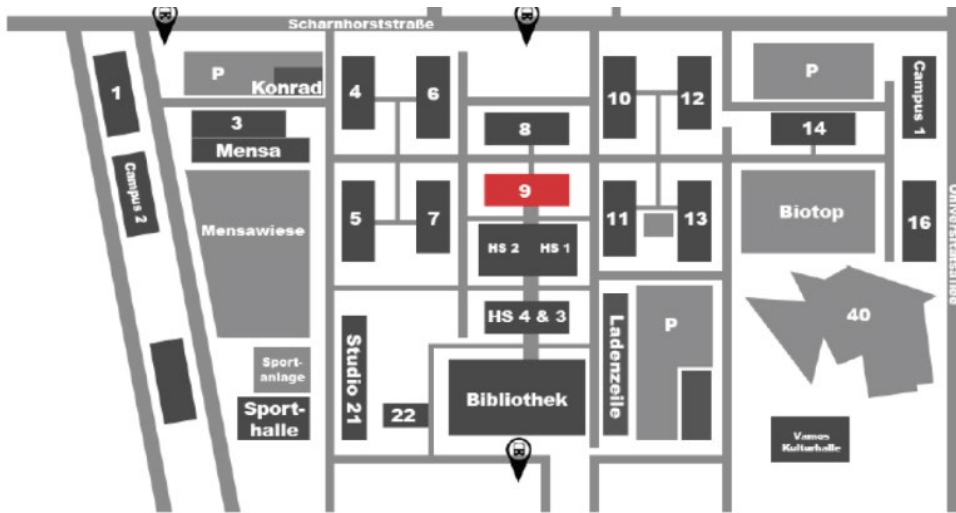 Scharnhorststraße
P
Konrad
1
3
Mensa
Campus 2
Mensawiese
Sport-
anlage
Sport-
halle
4
6
5
7
Studio 21
22
8
9
HS 2
HS 1
HS 4 & 3
Bibliothek
10
12
11
13
Ladenzeile
P
P
14
Campus 1
Biotop
16
Universitätsallee
40
Vamos
Kulturhalle